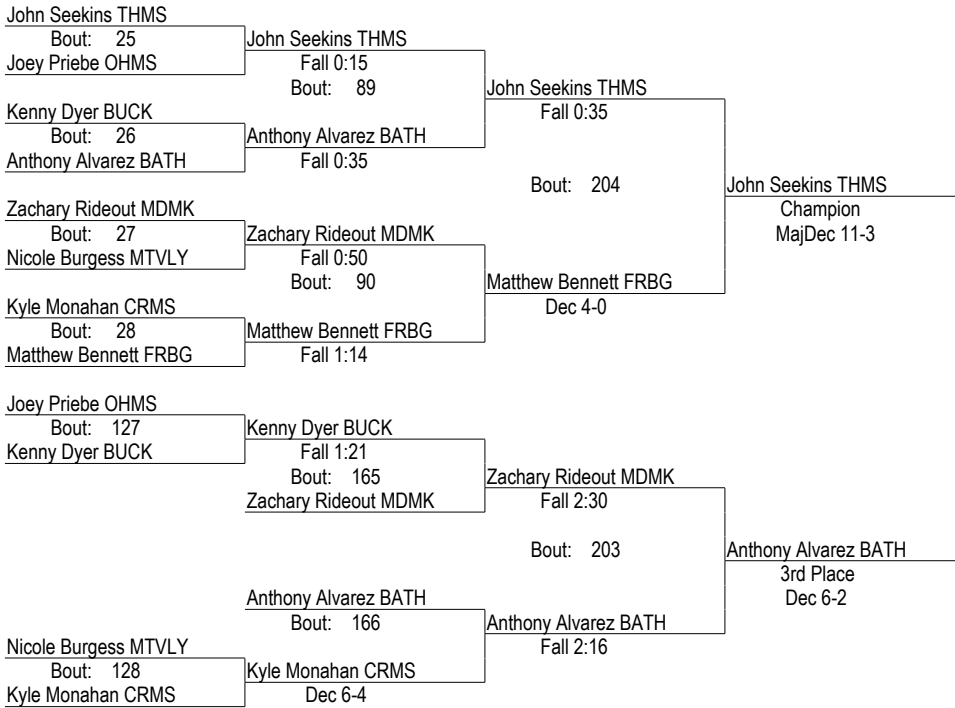 John Seekins THMS
Bout: 25
Joey Priebe OHMS
John Seekins THMS
Fall 0:15
Bout: 89
Kenny Dyer BUCK
Bout: 26
Anthony Alvarez BATH
Anthony Alvarez BATH
Fall 0:35
John Seekins THMS
Fall 0:35
Bout: 204
Zachary Rideout MDMK
Bout: 27
Nicole Burgess MTVLY
Zachary Rideout MDMK
Fall 0:50
Bout: 90
Kyle Monahan CRMS
Bout: 28
Matthew Bennett FRBG
Matthew Bennett FRBG
Fall 1:14
Matthew Bennett FRBG
Dec 4-0
John Seekins THMS
Champion
MajDec 11-3
Joey Priebe OHMS
Bout: 127
Kenny Dyer BUCK
Kenny Dyer BUCK
Fall 1:21
Bout: 165
Zachary Rideout MDMK
Zachary Rideout MDMK
Fall 2:30
Bout: 203
Anthony Alvarez BATH
Bout: 166
Nicole Burgess MTVLY
Bout: 128
Kyle Monahan CRMS
Kyle Monahan CRMS
Dec 6-4
Anthony Alvarez BATH
Fall 2:16
Anthony Alvarez BATH
3rd Place
Dec 6-2